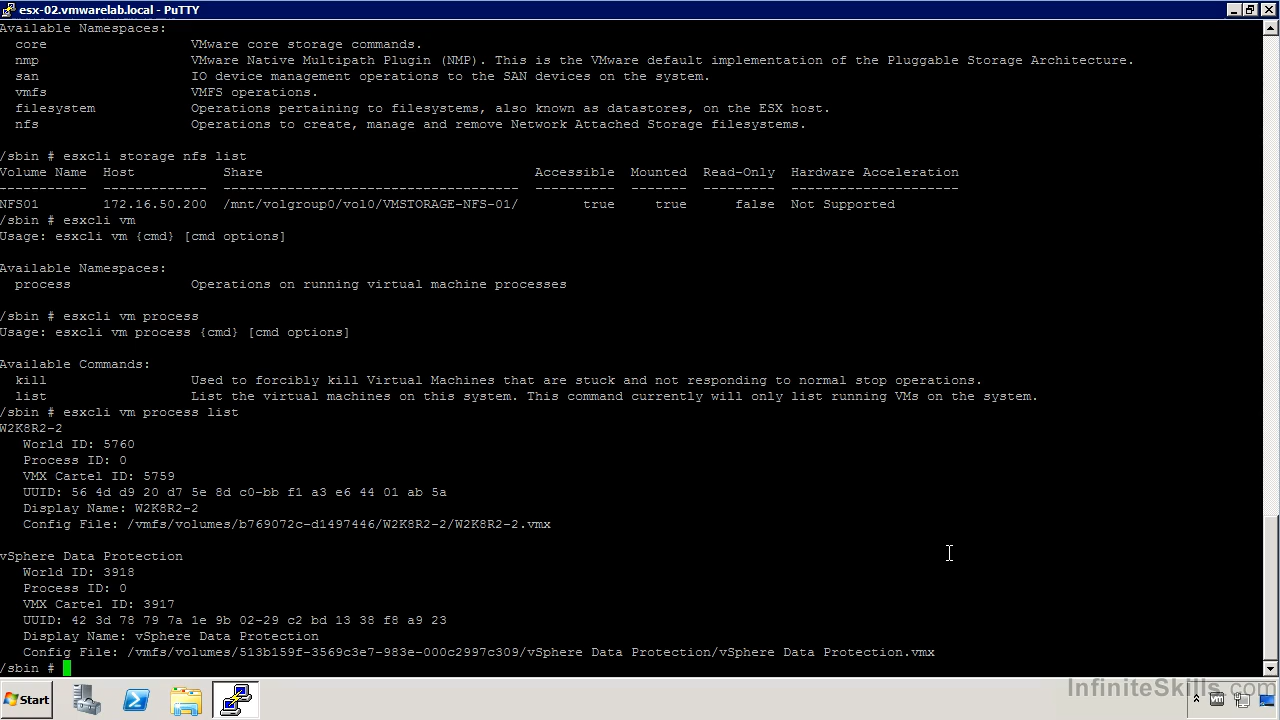 esx-02.vmwarelab.local - PuTTY
Available Namespaces:
core VMware core storage commands.
nmp VMware Native Multipath Plugin (NMP). This is the VMware default implementation of the Pluggable Storage Architecture.
san IO device management operations to the SAN devices on the system.
vmfs VMFS operations.
filesystem Operations pertaining to filesystems, also known as datastores, on the ESX host.
nfs Operations to create, manage and remove Network Attached Storage filesystems.
/sbin # esxcli storage nfs list
Volume Name Host Share Accessible Mounted Read-Only Hardware Acceleration
----------- ------------- ------------------------------------- ---------- ------- --------- ---------------------
NFS01 172.16.50.200 /mnt/volgroup0/vol0/VMSTORAGE-NFS-01/ true true false Not Supported
/sbin # esxcli vm
Usage: esxcli vm {cmd} [cmd options]
Available Namespaces:
process Operations on running virtual machine processes
/sbin # esxcli vm process
Usage: esxcli vm process {cmd} [cmd options]
Available Commands:
kill Used to forcibly kill Virtual Machines that are stuck and not responding to normal stop operations.
list List the virtual machines on this system. This command currently will only list running VMs on the system.
/sbin # esxcli vm process list
W2K8R2-2
World ID: 5760
Process ID: 0
VMX Cartel ID: 5759
UUID: 56 4d d9 20 d7 5e 8d c0-bb f1 a3 e6 44 01 ab 5a
Display Name: W2K8R2-2
Config File: /vmfs/volumes/b769072c-d1497446/W2K8R2-2/W2K8R2-2.vmx
vSphere Data Protection
World ID: 3918
Process ID: 0
VMX Cartel ID: 3917
UUID: 42 3d 78 79 7a 1e 9b 02-29 c2 bd 13 38 f8 a9 23
Display Name: vSphere Data Protection
Config File: /vmfs/volumes/513b159f-3569c3e7-983e-000c2997c309/vSphere Data Protection/vSphere Data Protection.vmx
/sbin #
InfiniteSkills.com
Start